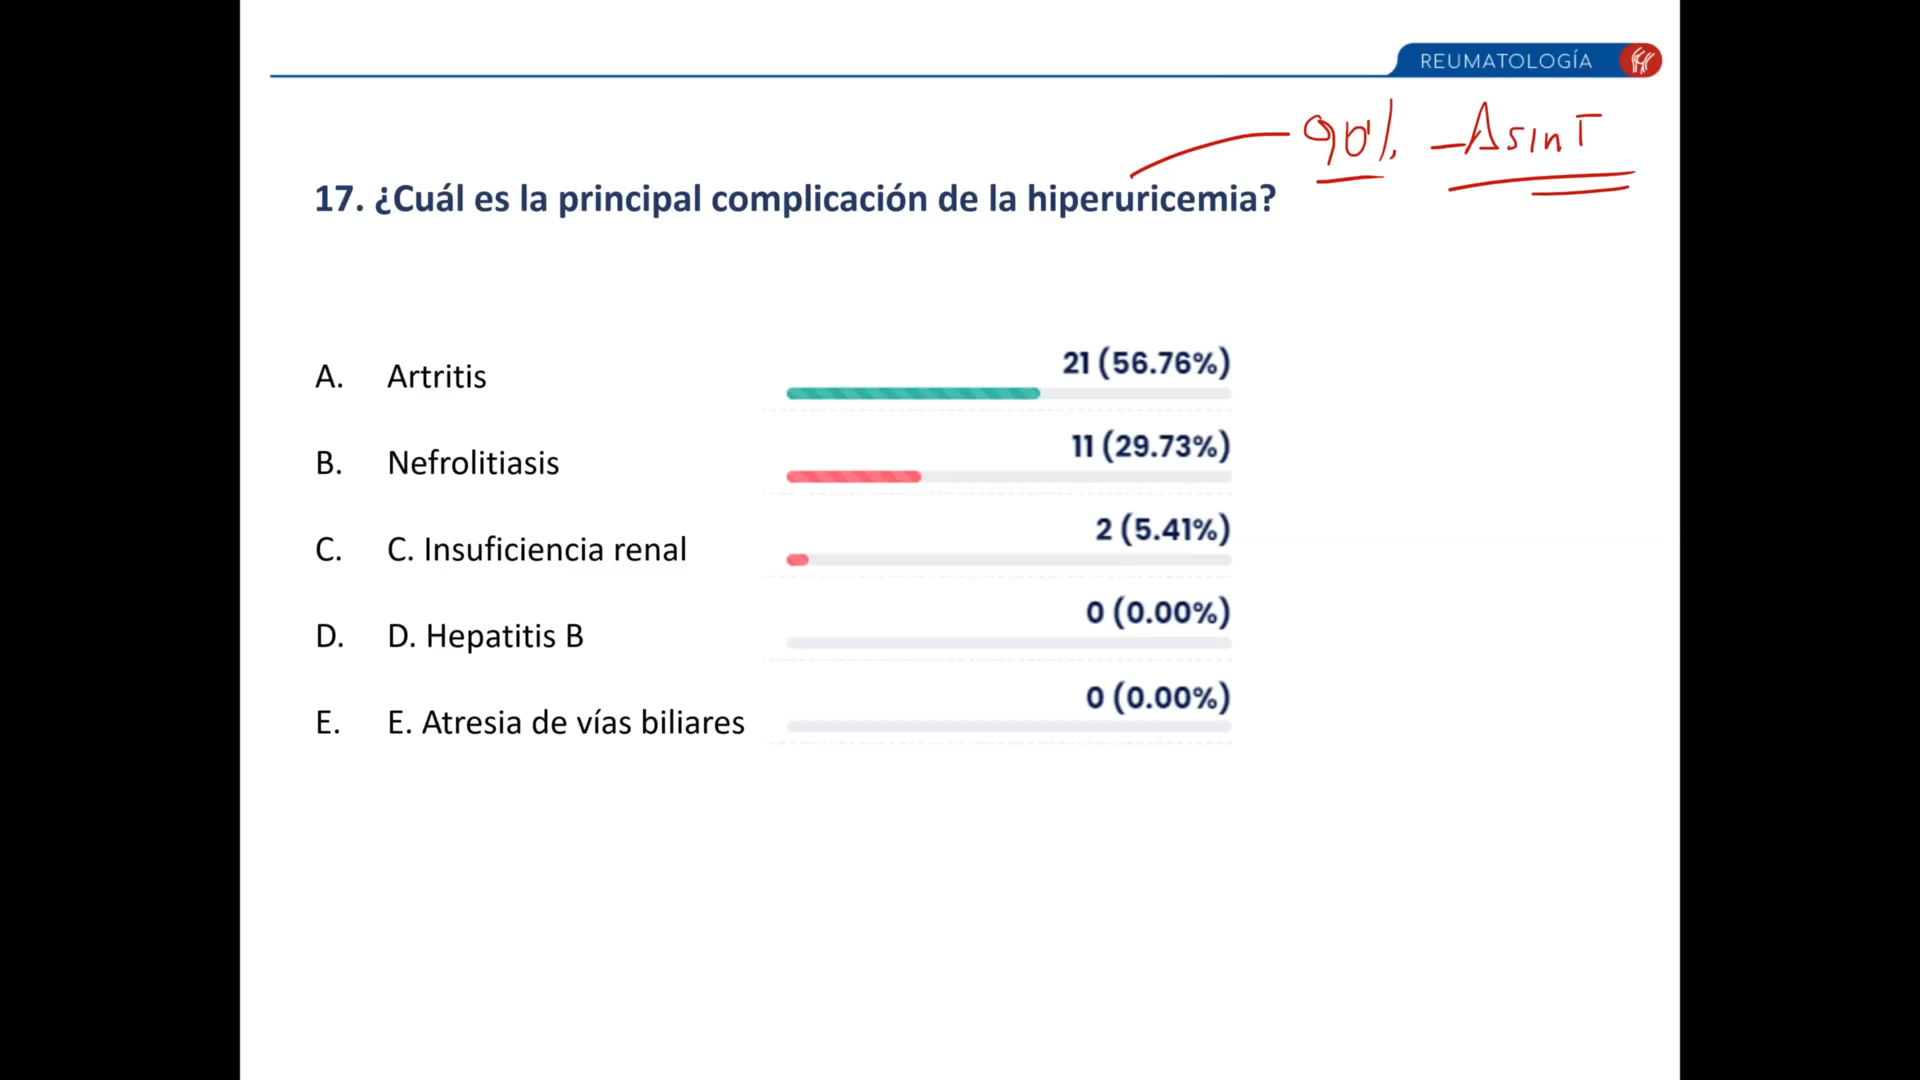 REUMATOLOGÍA
90% - AsinT
17. ¿Cuál es la principal complicación de la hiperuricemia?
21 (56.76%)
A. Artritis
11 (29.73%)
B. Nefrolitiasis
2 (5.41%)
C. C. Insuficiencia renal
0 (0.00%)
D. D. Hepatitis B
0 (0.00%)
E. E. Atresia de vías biliares